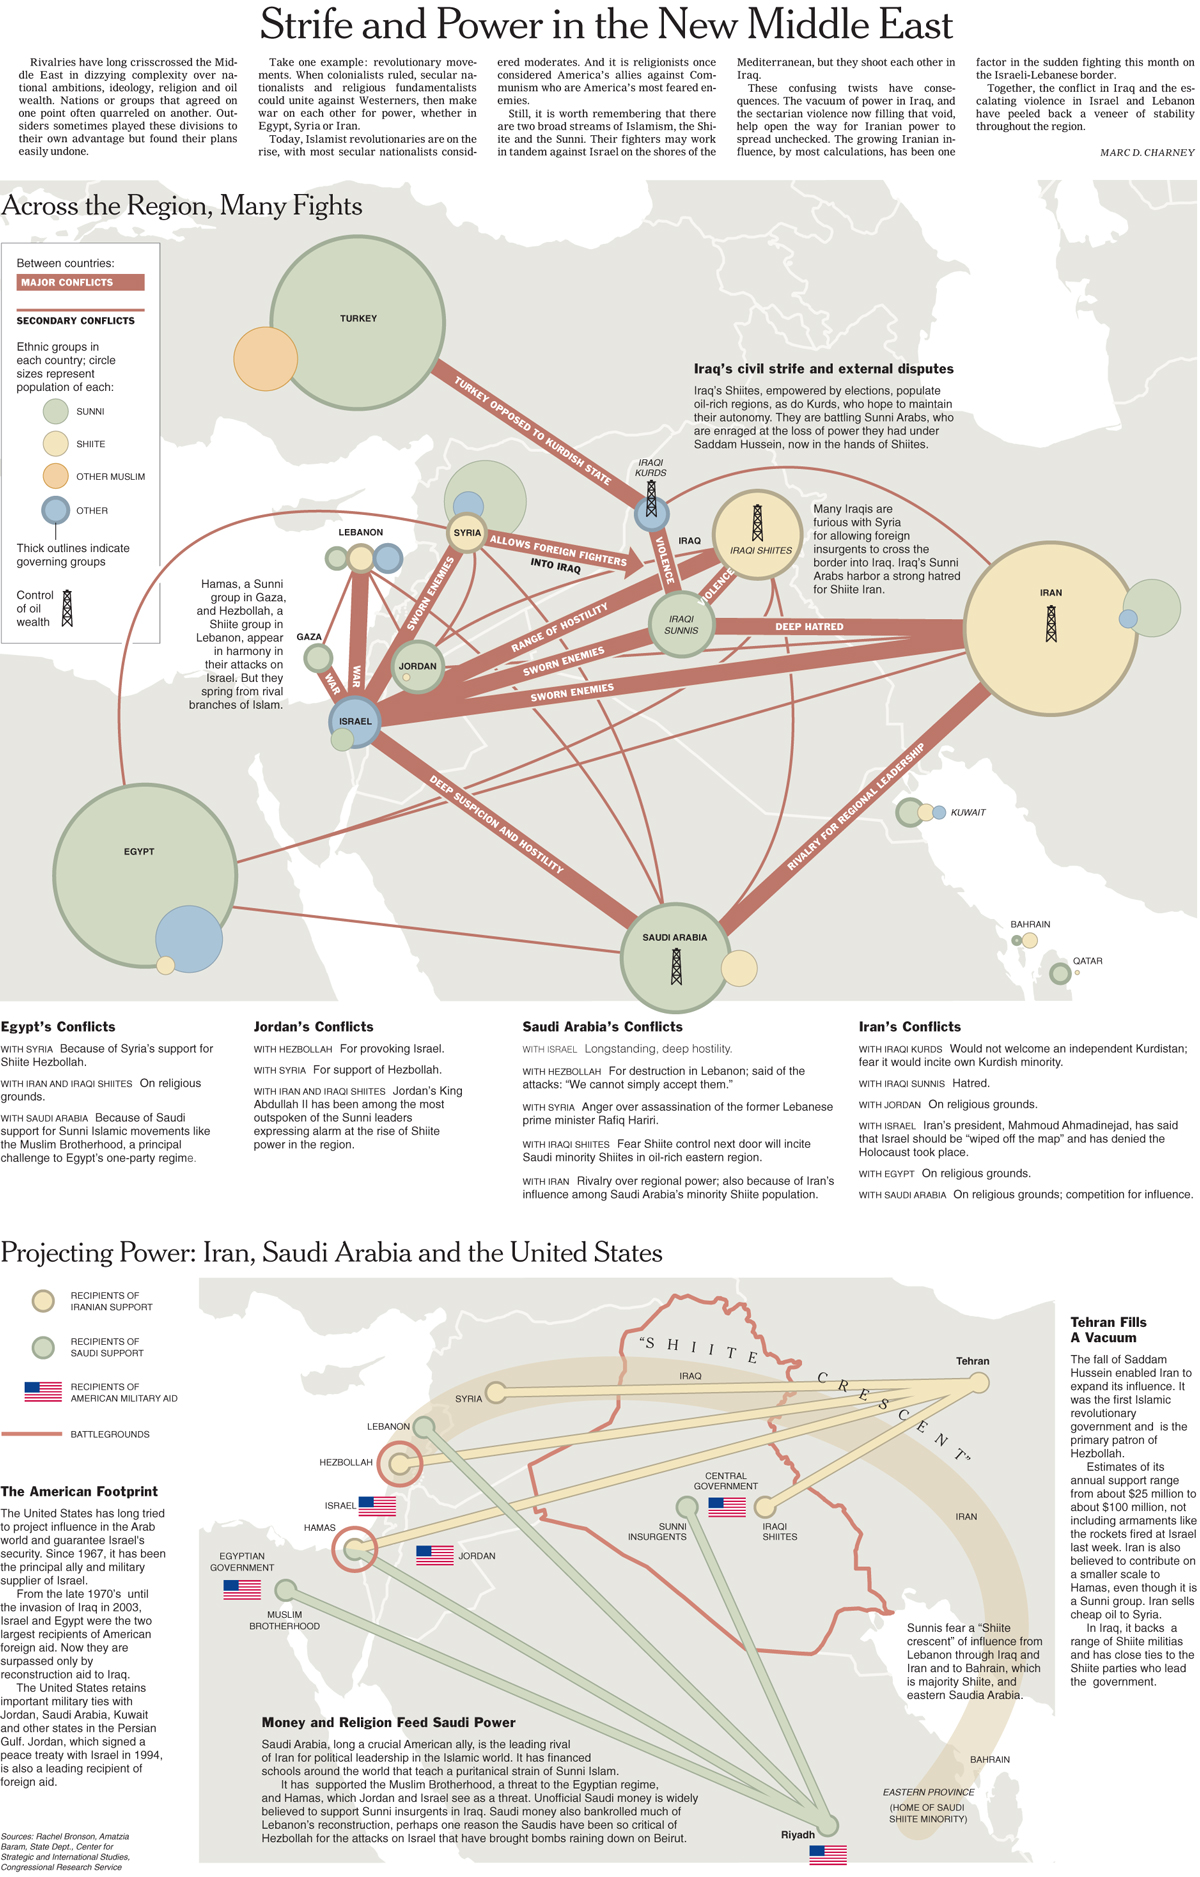 Strife and Power in the New Middle East
Rivalries have long crisscrossed the Mid-
dle East in dizzying complexity over na-
tional ambitions, ideology, religion and oil
wealth. Nations or groups that agreed on
one point often quarreled on another. Out-
siders sometimes played these divisions to
their own advantage but found their plans
easily undone.
Take one example: revolutionary move-
ments. When colonialists ruled, secular na-
tionalists and religious fundamentalists
could unite against Westerners, then make
war on each other for power, whether in
Egypt, Syria or Iran.
Today, Islamist revolutionaries are on the
rise, with most secular nationalists consid-
ered moderates. And it is religionists once
considered America's allies against Com-
munism who are America's most feared en-
emies.
Still, it is worth remembering that there
are two broad streams of Islamism, the Shi-
ite and the Sunni. Their fighters may work
in tandem against Israel on the shores of the
Mediterranean, but they shoot each other in
Iraq.
These confusing twists have conse-
quences. The vacuum of power in Iraq, and
the sectarian violence now filling that void,
help open the way for Iranian power to
spread unchecked. The growing Iranian in-
fluence, by most calculations, has been one
factor in the sudden fighting this month on
the Israeli-Lebanese border.
Together, the conflict in Iraq and the es-
calating violence in Israel and Lebanon
have peeled back a veneer of stability
throughout the region.
MARC D. CHARNEY
Across the Region, Many Fights
Between countries:
MAJOR CONFLICTS
SECONDARY CONFLICTS
Ethnic groups in
each country; circle
sizes represent
population of each:
SUNNI
SHIITE
OTHER MUSLIM
OTHER
Thick outlines indicate
governing groups
Control
of oil
wealth
TURKEY
TURKEY OPPOSED TO KURDISH STATE
Iraq's civil strife and external disputes
Iraq's Shiites, empowered by elections, populate
oil-rich regions, as do Kurds, who hope to maintain
their autonomy. They are battling Sunni Arabs, who
are enraged at the loss of power they had under
Saddam Hussein, now in the hands of Shiites.
IRAQI
KURDS
SYRIA
LEBANON
ALLOWS FOREIGN FIGHTERS
INTO IRAQ
VIOLENCE
IRAQ
IRAQI SHIITES
VIOLENCE
Many Iraqis are
furious with Syria
for allowing foreign
insurgents to cross the
border into Iraq. Iraq's Sunni
Arabs harbor a strong hatred
for Shiite Iran.
IRAN
Hamas, a Sunni
group in Gaza,
and Hezbollah, a
Shiite group in
Lebanon, appear
in harmony in
their attacks on
Israel. But they
spring from rival
branches of Islam.
GAZA
WAR
WAR
SWORN ENEMIES
JORDAN
RANGE OF HOSTILITY
IRAQI
SUNNIS
DEEP HATRED
SWORN ENEMIES
SWORN ENEMIES
ISRAEL
DEEP SUSPICION AND HOSTILITY
RIVALRY FOR REGIONAL LEADERSHIP
KUWAIT
EGYPT
SAUDI ARABIA
BAHRAIN
QATAR
Egypt's Conflicts
WITH SYRIA Because of Syria's support for
Shiite Hezbollah.
WITH IRAN AND IRAQI SHIITES On religious
grounds.
WITH SAUDI ARABIA Because of Saudi
support for Sunni Islamic movements like
the Muslim Brotherhood, a principal
challenge to Egypt's one-party regime.
Jordan's Conflicts
WITH HEZBOLLAH For provoking Israel.
WITH SYRIA For support of Hezbollah.
WITH IRAN AND IRAQI SHIITES Jordan's King
Abdullah II has been among the most
outspoken of the Sunni leaders
expressing alarm at the rise of Shiite
power in the region.
Saudi Arabia's Conflicts
WITH ISRAEL Longstanding, deep hostility.
WITH HEZBOLLAH For destruction in Lebanon; said of the
attacks: "We cannot simply accept them."
WITH SYRIA Anger over assassination of the former Lebanese
prime minister Rafiq Hariri.
WITH IRAQI SHIITES Fear Shiite control next door will incite
Saudi minority Shiites in oil-rich eastern region.
WITH IRAN Rivalry over regional power; also because of Iran's
influence among Saudi Arabia's minority Shiite population.
Iran's Conflicts
WITH IRAQI KURDS Would not welcome an independent Kurdistan;
fear it would incite own Kurdish minority.
WITH IRAQI SUNNIS Hatred.
WITH JORDAN On religious grounds.
WITH ISRAEL Iran's president, Mahmoud Ahmadinejad, has said
that Israel should be "wiped off the map" and has denied the
Holocaust took place.
WITH EGYPT On religious grounds.
WITH SAUDI ARABIA On religious grounds; competition for influence.
Projecting Power: Iran, Saudi Arabia and the United States
RECIPIENTS OF
IRANIAN SUPPORT
RECIPIENTS OF
SAUDI SUPPORT
RECIPIENTS OF
AMERICAN MILITARY AID
BATTLEGROUNDS
The American Footprint
The United States has long tried
to project influence in the Arab
world and guarantee Israel's
security. Since 1967, it has been
the principal ally and military
supplier of Israel.
From the late 1970's until
the invasion of Iraq in 2003,
Israel and Egypt were the two
largest recipients of American
foreign aid. Now they are
surpassed only by
reconstruction aid to Iraq.
The United States retains
important military ties with
Jordan, Saudi Arabia, Kuwait
and other states in the Persian
Gulf. Jordan, which signed a
peace treaty with Israel in 1994,
is also a leading recipient of
foreign aid.
Sources: Rachel Bronson, Amatzia
Baram, State Dept., Center for
Strategic and International Studies,
Congressional Research Service
"SHIITE CRESCENT"
Tehran
IRAQ
SYRIA
LEBANON
HEZBOLLAH
ISRAEL
HAMAS
JORDAN
EGYPTIAN
GOVERNMENT
MUSLIM
BROTHERHOOD
CENTRAL
GOVERNMENT
SUNNI
INSURGENTS
IRAQI
SHIITES
IRAN
Sunnis fear a "Shiite
crescent" of influence from
Lebanon through Iraq and
Iran and to Bahrain, which
is majority Shiite, and
eastern Saudia Arabia.
Money and Religion Feed Saudi Power
Saudi Arabia, long a crucial American ally, is the leading rival
of Iran for political leadership in the Islamic world. It has financed
schools around the world that teach a puritanical strain of Sunni Islam.
It has supported the Muslim Brotherhood, a threat to the Egyptian regime,
and Hamas, which Jordan and Israel see as a threat. Unofficial Saudi money is widely
believed to support Sunni insurgents in Iraq. Saudi money also bankrolled much of
Lebanon's reconstruction, perhaps one reason the Saudis have been so critical of
Hezbollah for the attacks on Israel that have brought bombs raining down on Beirut.
BAHRAIN
EASTERN PROVINCE
(HOME OF SAUDI
SHIITE MINORITY)
Riyadh
Tehran Fills
A Vacuum
The fall of Saddam
Hussein enabled Iran to
expand its influence. It
was the first Islamic
revolutionary
government and is the
primary patron of
Hezbollah.
Estimates of its
annual support range
from about $25 million to
about $100 million, not
including armaments like
the rockets fired at Israel
last week. Iran is also
believed to contribute on
a smaller scale to
Hamas, even though it is
a Sunni group. Iran sells
cheap oil to Syria.
In Iraq, it backs a
range of Shiite militias
and has close ties to the
Shiite parties who lead
the government.